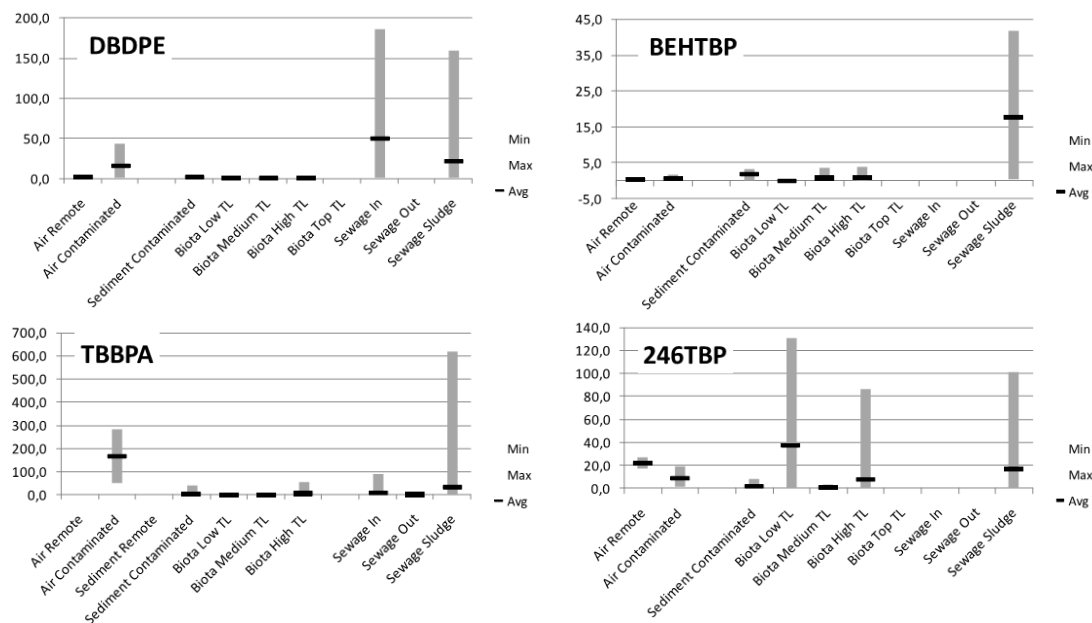 DBDPE
200,0
150,0
100,0
50,0
0,0
Air Remote
Air Contaminated
Sediment Contaminated
Biota Low TL
Biota Medium TL
Biota High TL
Biota Top TL
Sewage In
Sewage Out
Sewage Sludge
Min
Max
Avg
BEHTBP
45,0
35,0
25,0
15,0
5,0
-5,0
Air Remote
Air Contaminated
Sediment Contaminated
Biota Low TL
Biota Medium TL
Biota High TL
Biota Top TL
Sewage In
Sewage Out
Sewage Sludge
Min
Max
Avg
TBBPA
700,0
600,0
500,0
400,0
300,0
200,0
100,0
0,0
Air Remote
Air Contaminated
Sediment Remote
Sediment Contaminated
Biota Low TL
Biota Medium TL
Biota High TL
Sewage In
Sewage Out
Sewage Sludge
Min
Max
Avg
246TBP
140,0
120,0
100,0
80,0
60,0
40,0
20,0
0,0
Air Remote
Air Contaminated
Sediment Contaminated
Biota Low TL
Biota Medium TL
Biota High TL
Biota Top TL
Sewage In
Sewage Out
Sewage Sludge
Min
Max
Avg